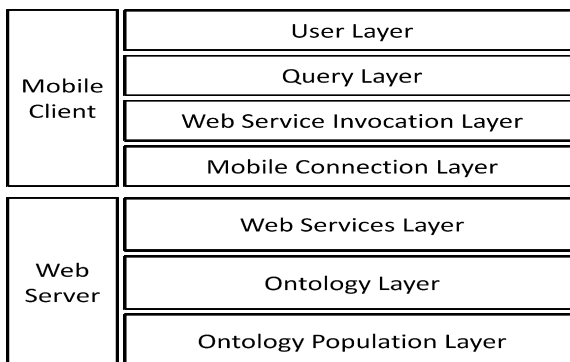 Mobile
Client
User Layer
Query Layer
Web Service Invocation Layer
Mobile Connection Layer
Web
Server
Web Services Layer
Ontology Layer
Ontology Population Layer